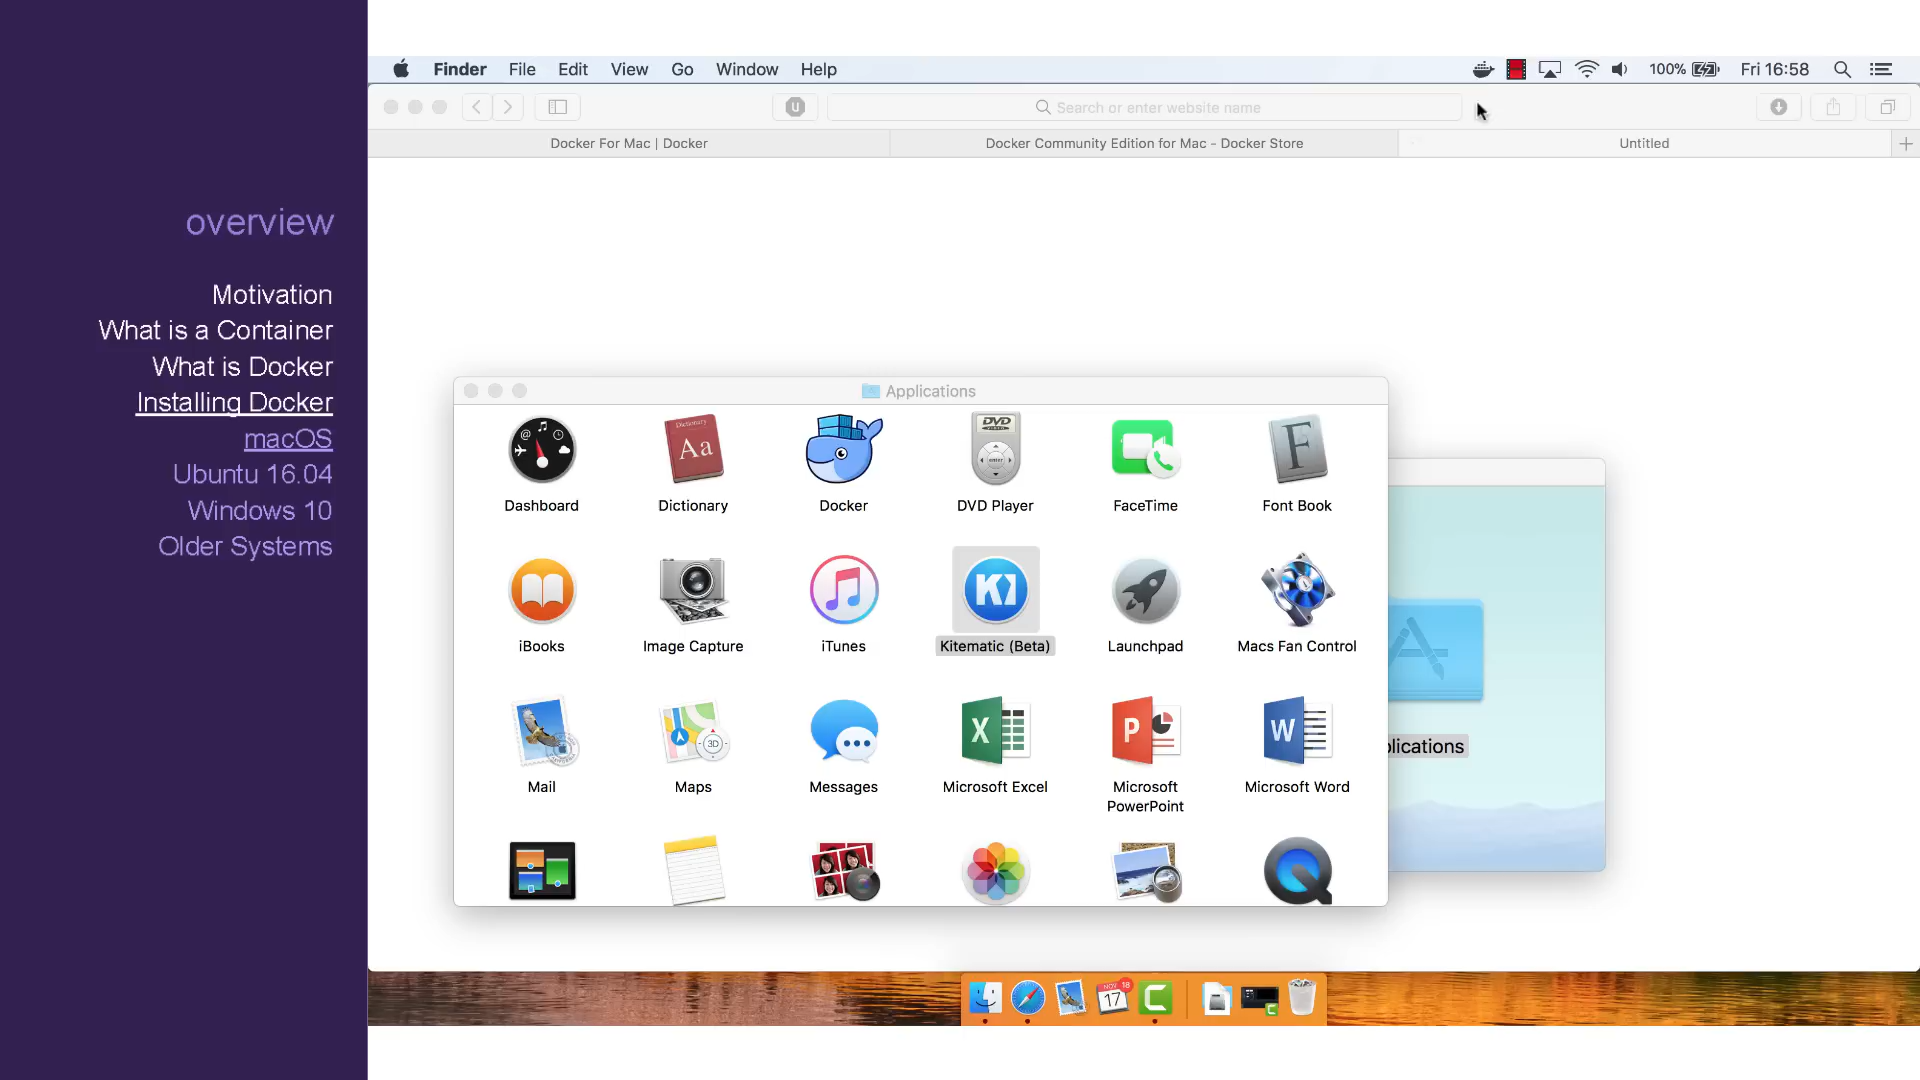 overview
Motivation
What is a Container
What is Docker
Installing Docker
macOS
Ubuntu 16.04
Windows 10
Older Systems
Finder File Edit View Go Window Help
100% Fri 16:58
Search or enter website name
Docker For Mac | Docker
Docker Community Edition for Mac - Docker Store
Untitled
Applications
Dashboard
Dictionary
Docker
DVD Player
FaceTime
Font Book
iBooks
Image Capture
iTunes
Kitematic (Beta)
Launchpad
Macs Fan Control
Mail
Maps
Messages
Microsoft Excel
Microsoft
PowerPoint
Microsoft Word
plications
NOV 18
17